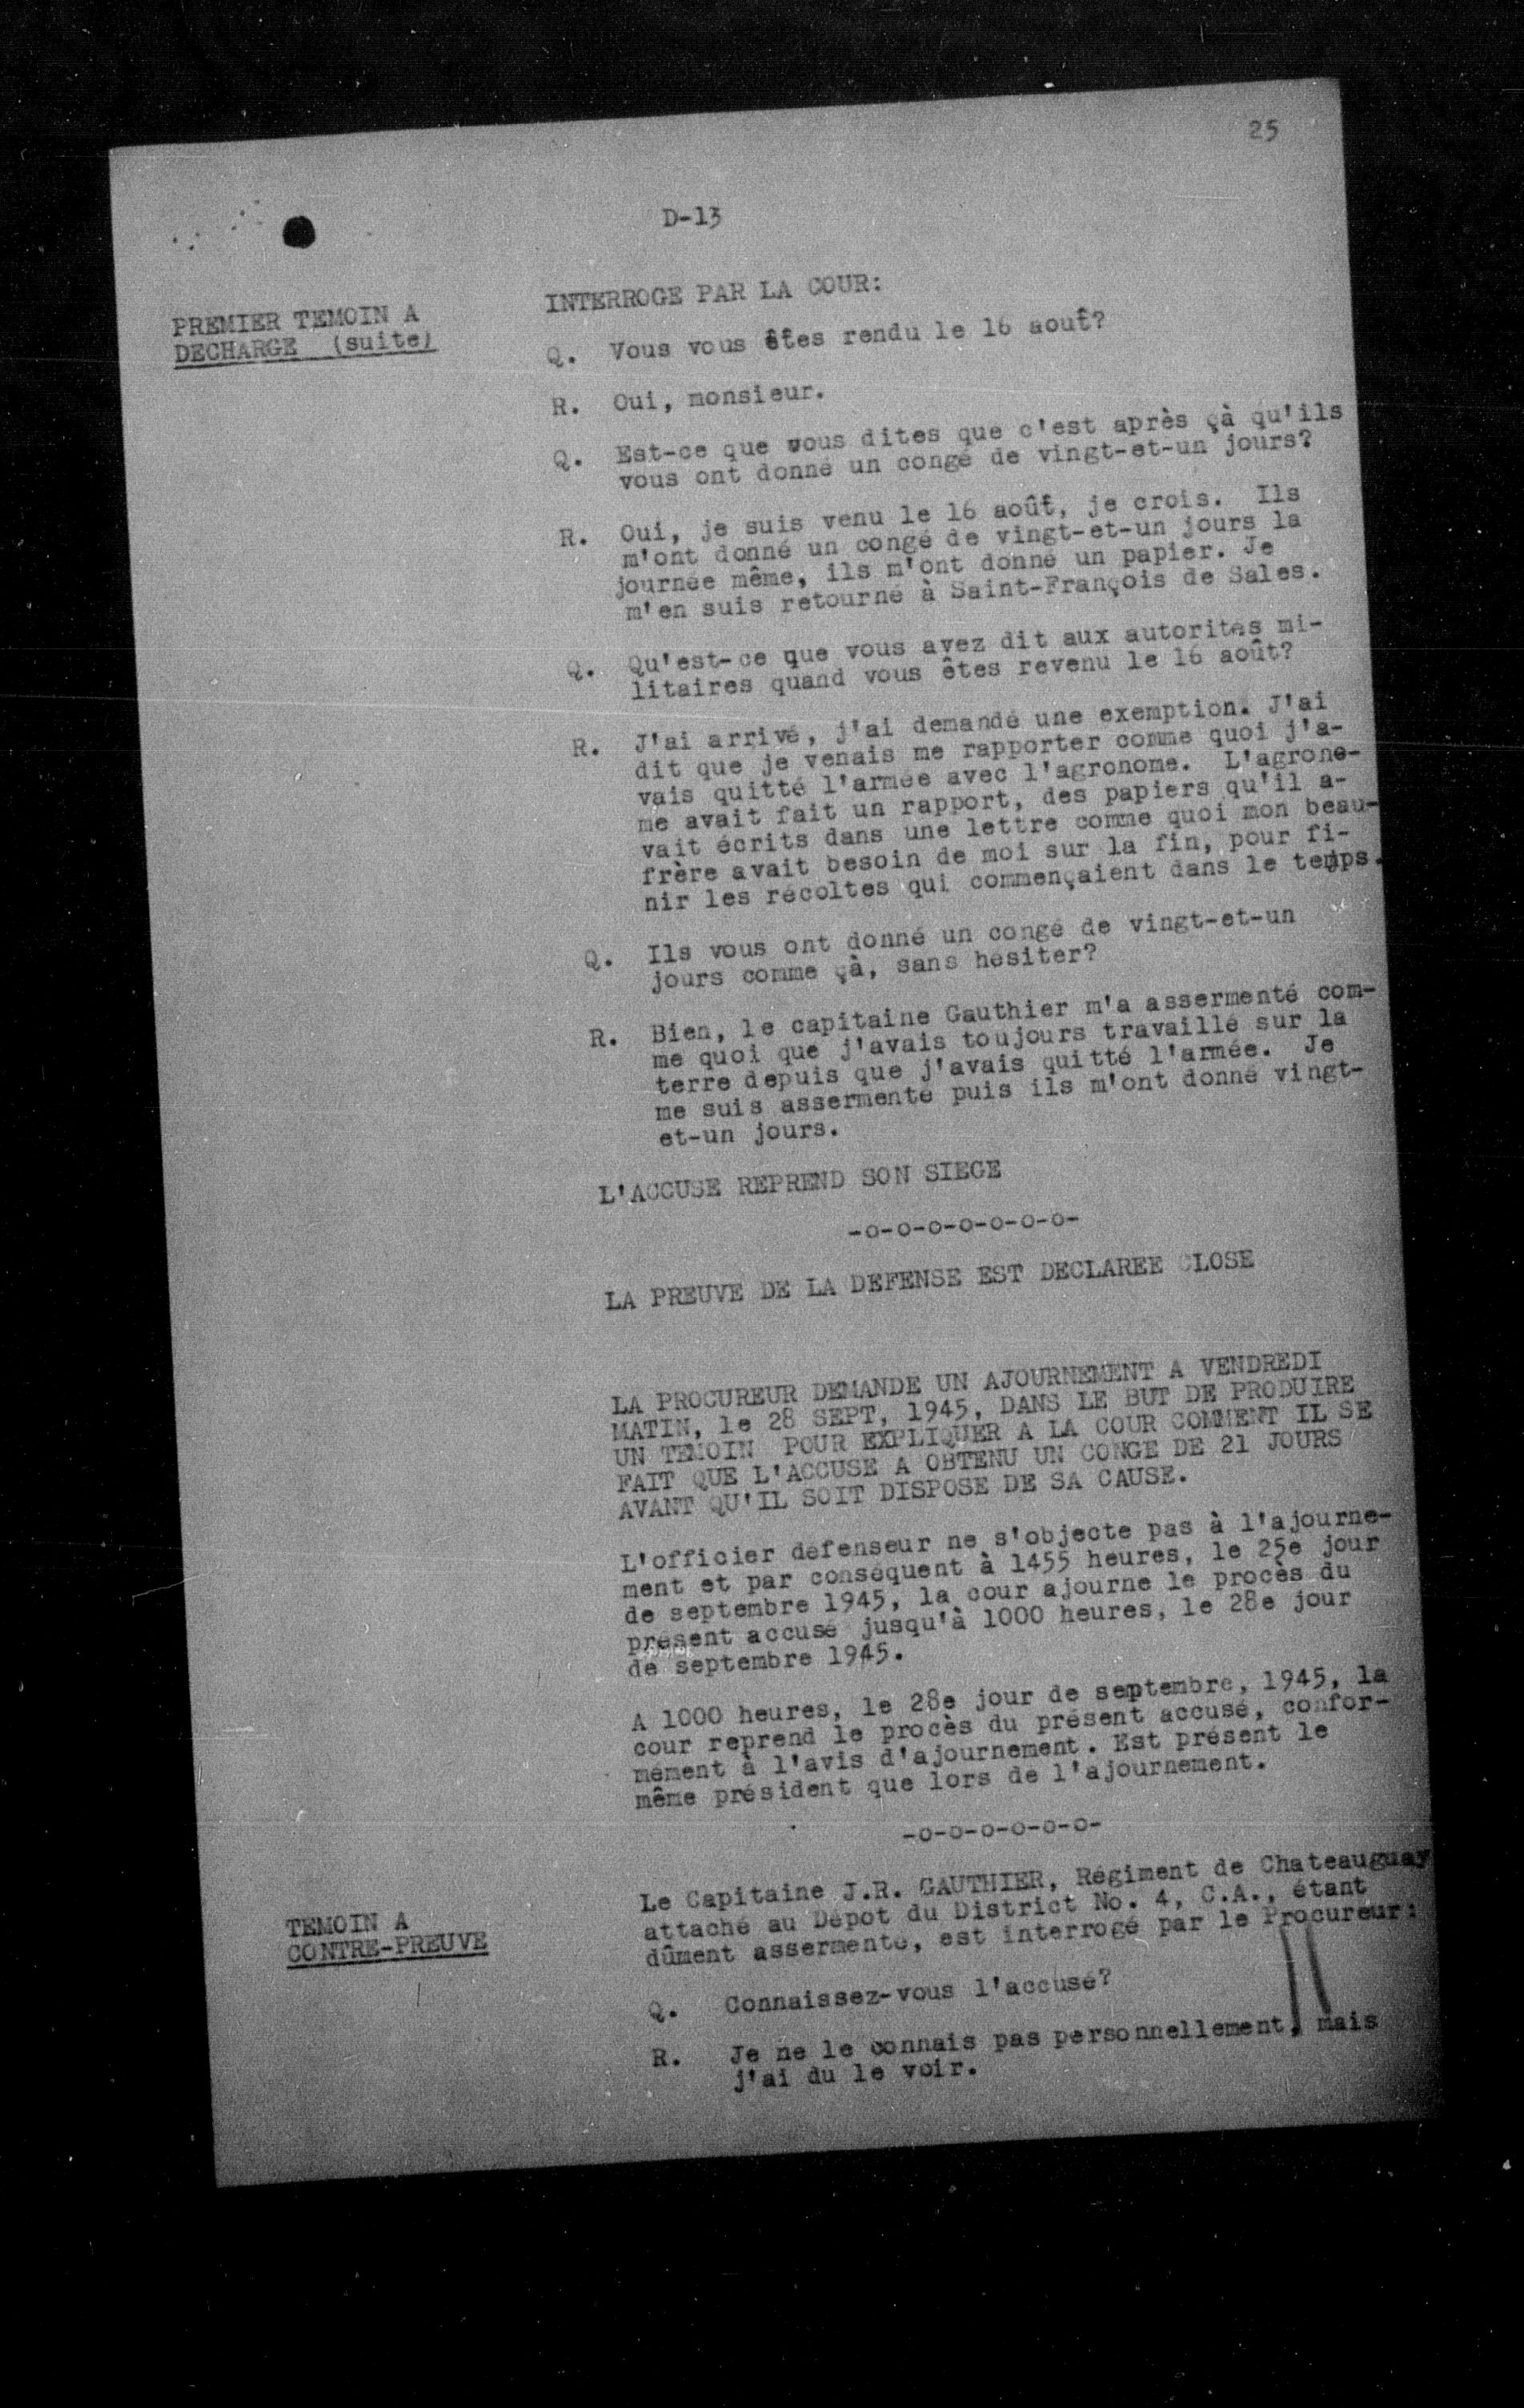 25
D-13
PREMIER TEMOIN A
DECHARGE (suite)
INTERROGE PAR LA COUR:
Q. Vous vous êtes rendu le 16 août?
R. Oui, monsieur.
Q. Est-ce que vous dites que c'est après çà qu'ils
vous ont donné un congé de vingt-et-un jours?
R. Oui, je suis venu le 16 août, je crois. Ils
m'ont donné un congé de vingt-et-un jours la
journée même, ils m'ont donné un papier. Je
m'en suis retourné à Saint-François de Sales.
Q. Qu'est-ce que vous avez dit aux autorités mi-
litaires quand vous êtes revenu le 16 août?
R. J'ai arrivé, j'ai demandé une exemption. J'ai
dit que je venais me rapporter comme quoi j'a-
vais quitté l'armée avec l'agronome. L'agrono-
me avait fait un rapport, des papiers qu'il a-
vait écrits dans une lettre comme quoi mon beau-
frère avait besoin de moi sur la fin, pour fi-
nir les récoltes qui commençaient dans le temps.
Q. Ils vous ont donné un congé de vingt-et-un
jours comme çà, sans hésiter?
R. Bien, le capitaine Gauthier m'a assermenté com-
me quoi que j'avais toujours travaillé sur la
terre depuis que j'avais quitté l'armée. Je
me suis assermenté puis ils m'ont donné vingt-
et-un jours.
L'ACCUSE REPREND SON SIEGE
-o-o-o-o-o-o-o-
LA PREUVE DE LA DEFENSE EST DECLAREE CLOSE
LA PROCUREUR DEMANDE UN AJOURNEMENT A VENDREDI
MATIN, le 28 SEPT, 1945, DANS LE BUT DE PRODUIRE
UN TEMOIN POUR EXPLIQUER A LA COUR COMMENT IL SE
FAIT QUE L'ACCUSE A OBTENU UN CONGE DE 21 JOURS
AVANT QU'IL SOIT DISPOSE DE SA CAUSE.
L'officier défenseur ne s'objecte pas à l'ajourne-
ment et par conséquent à 1455 heures, le 25e jour
de septembre 1945, la cour ajourne le procès du
présent accusé jusqu'à 1000 heures, le 28e jour
de septembre 1945.
A 1000 heures, le 28e jour de septembre, 1945, la
cour reprend le procès du présent accusé, confor-
mément à l'avis d'ajournement. Est présent le
même président que lors de l'ajournement.
-o-o-o-o-o-o-
TEMOIN A
CONTRE-PREUVE
Le Capitaine J.R. GAUTHIER, Régiment de Chateauguay
attaché au Dépot du District No. 4, C.A., étant
dûment assermenté, est interrogé par le Procureur:
Q. Connaissez-vous l'accusé?
R. Je ne le connais pas personnellement, mais
j'ai du le voir.